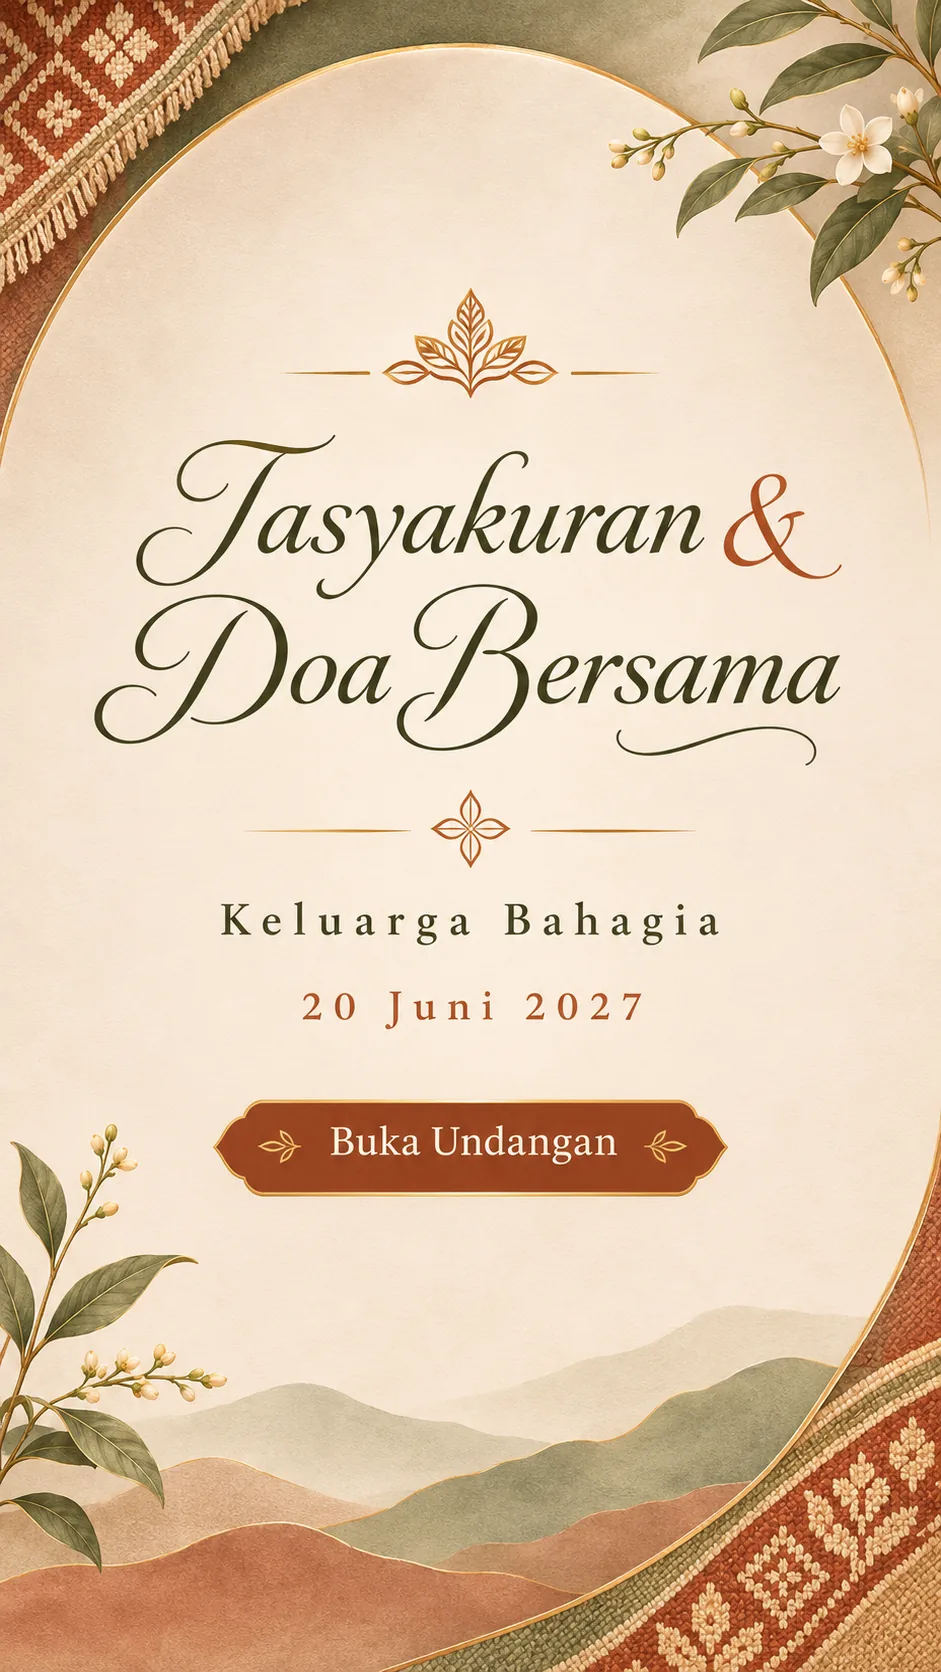 Tasyakuran &
Doa Bersama
Keluarga Bahagia
20 Juni 2027
Buka Undangan